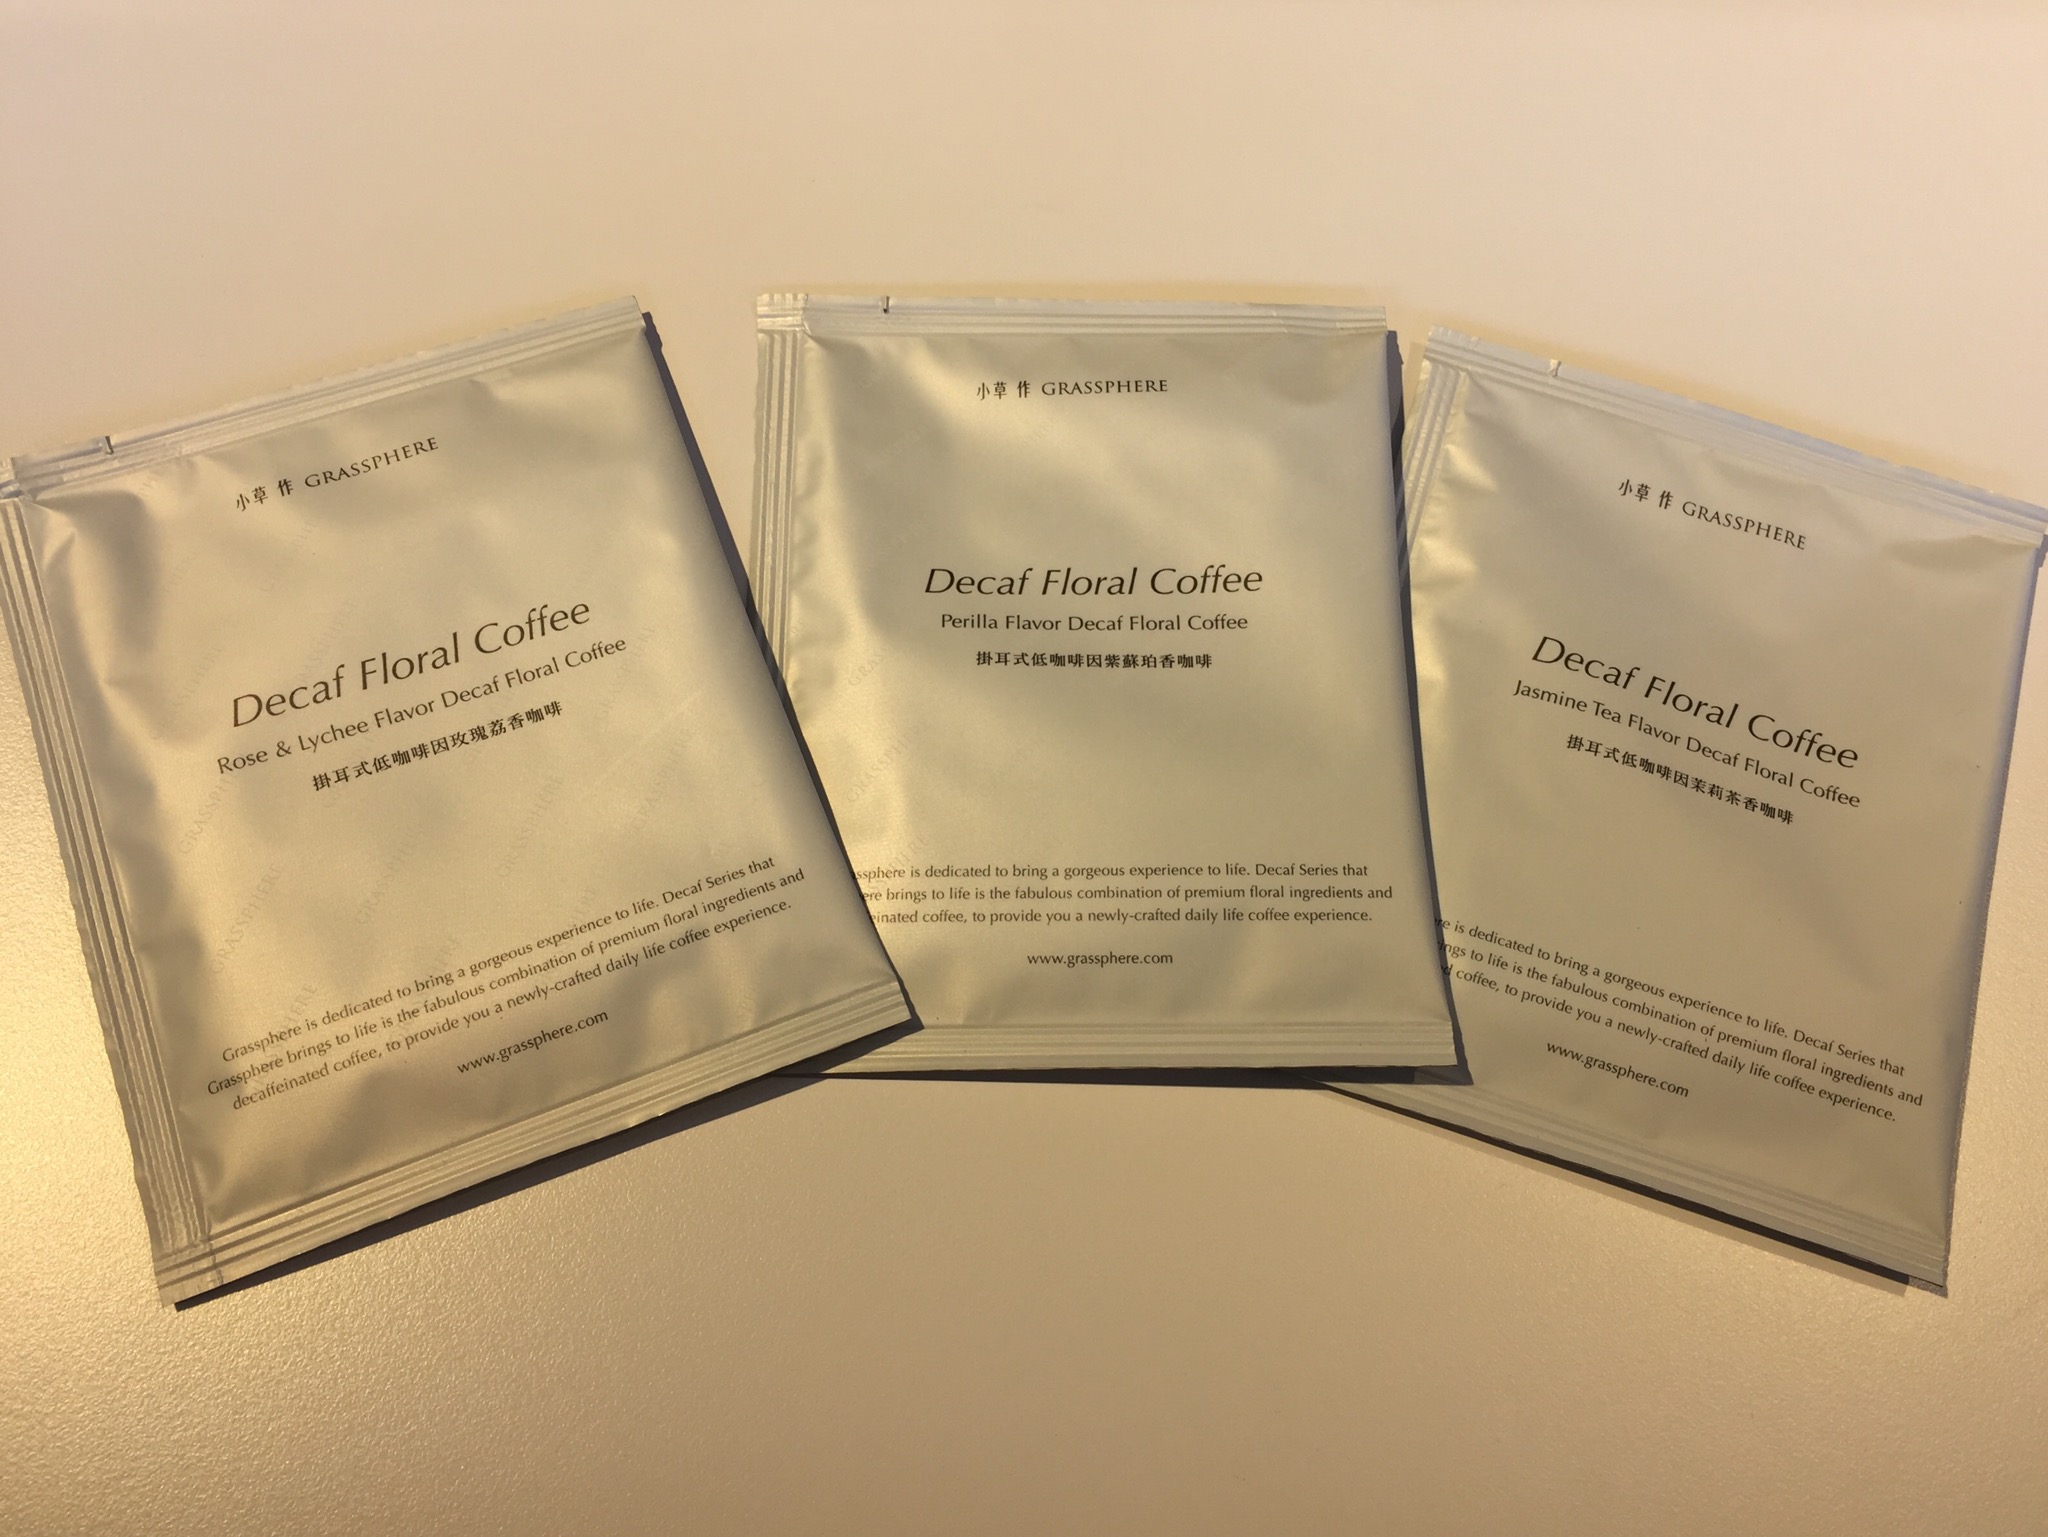 小草 作 GRASSPHERE
Decaf Floral Coffee
Rose & Lychee Flavor Decaf Floral Coffee
掛耳式低咖啡因玫瑰荔香咖啡
Grassphere is dedicated to bring a gorgeous experience to life. Decaf Series that
Grassphere brings to life is the fabulous combination of premium floral ingredients and
decaffeinated coffee, to provide you a newly-crafted daily life coffee experience.
www.grassphere.com
小草 作 GRASSPHERE
Decaf Floral Coffee
Perilla Flavor Decaf Floral Coffee
掛耳式低咖啡因紫蘇珀香咖啡
ssphere is dedicated to bring a gorgeous experience to life. Decaf Series that
ere brings to life is the fabulous combination of premium floral ingredients and
einated coffee, to provide you a newly-crafted daily life coffee experience.
www.grassphere.com
小草 作 GRASSPHERE
Decaf Floral Coffee
Jasmine Tea Flavor Decaf Floral Coffee
掛耳式低咖啡因茉莉茶香咖啡
re is dedicated to bring a gorgeous experience to life. Decaf Series that
ings to life is the fabulous combination of premium floral ingredients and
d coffee, to provide you a newly-crafted daily life coffee experience.
www.grassphere.com